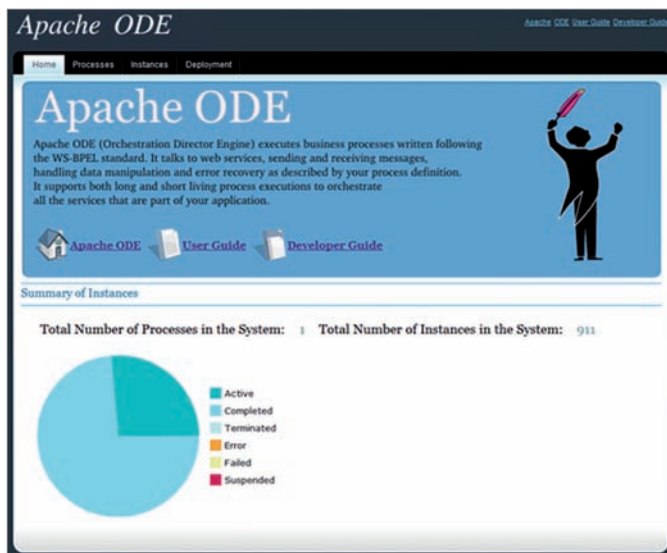 Apache ODE
Apache ODE User Guide Developer Guide
Home Processes Instances Deployment
Apache ODE
Apache ODE (Orchestration Director Engine) executes business processes written following
the WS-BPEL standard. It talks to web services, sending and receiving messages,
handling data manipulation and error recovery as described by your process definition.
It supports both long and short living process executions to orchestrate
all the services that are part of your application.
Apache ODE User Guide Developer Guide
Summary of Instances
Total Number of Processes in the System: 1 Total Number of Instances in the System: 911
Active
Completed
Terminated
Error
Failed
Suspended